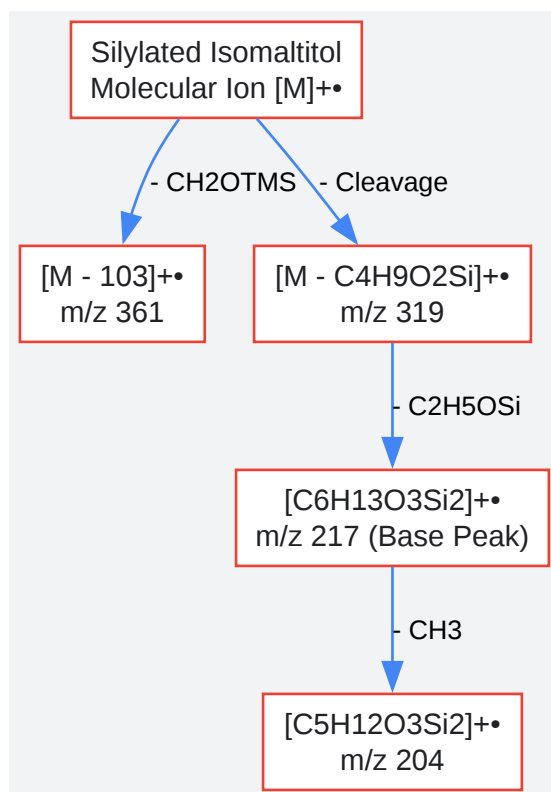 Silylated Isomaltitol
Molecular Ion [M]+•
- CH2OTMS
- Cleavage
[M - 103]+•
m/z 361
[M - C4H9O2Si]+•
m/z 319
- C2H5OSi
[C6H13O3Si2]+•
m/z 217 (Base Peak)
- CH3
[C5H12O3Si2]+•
m/z 204